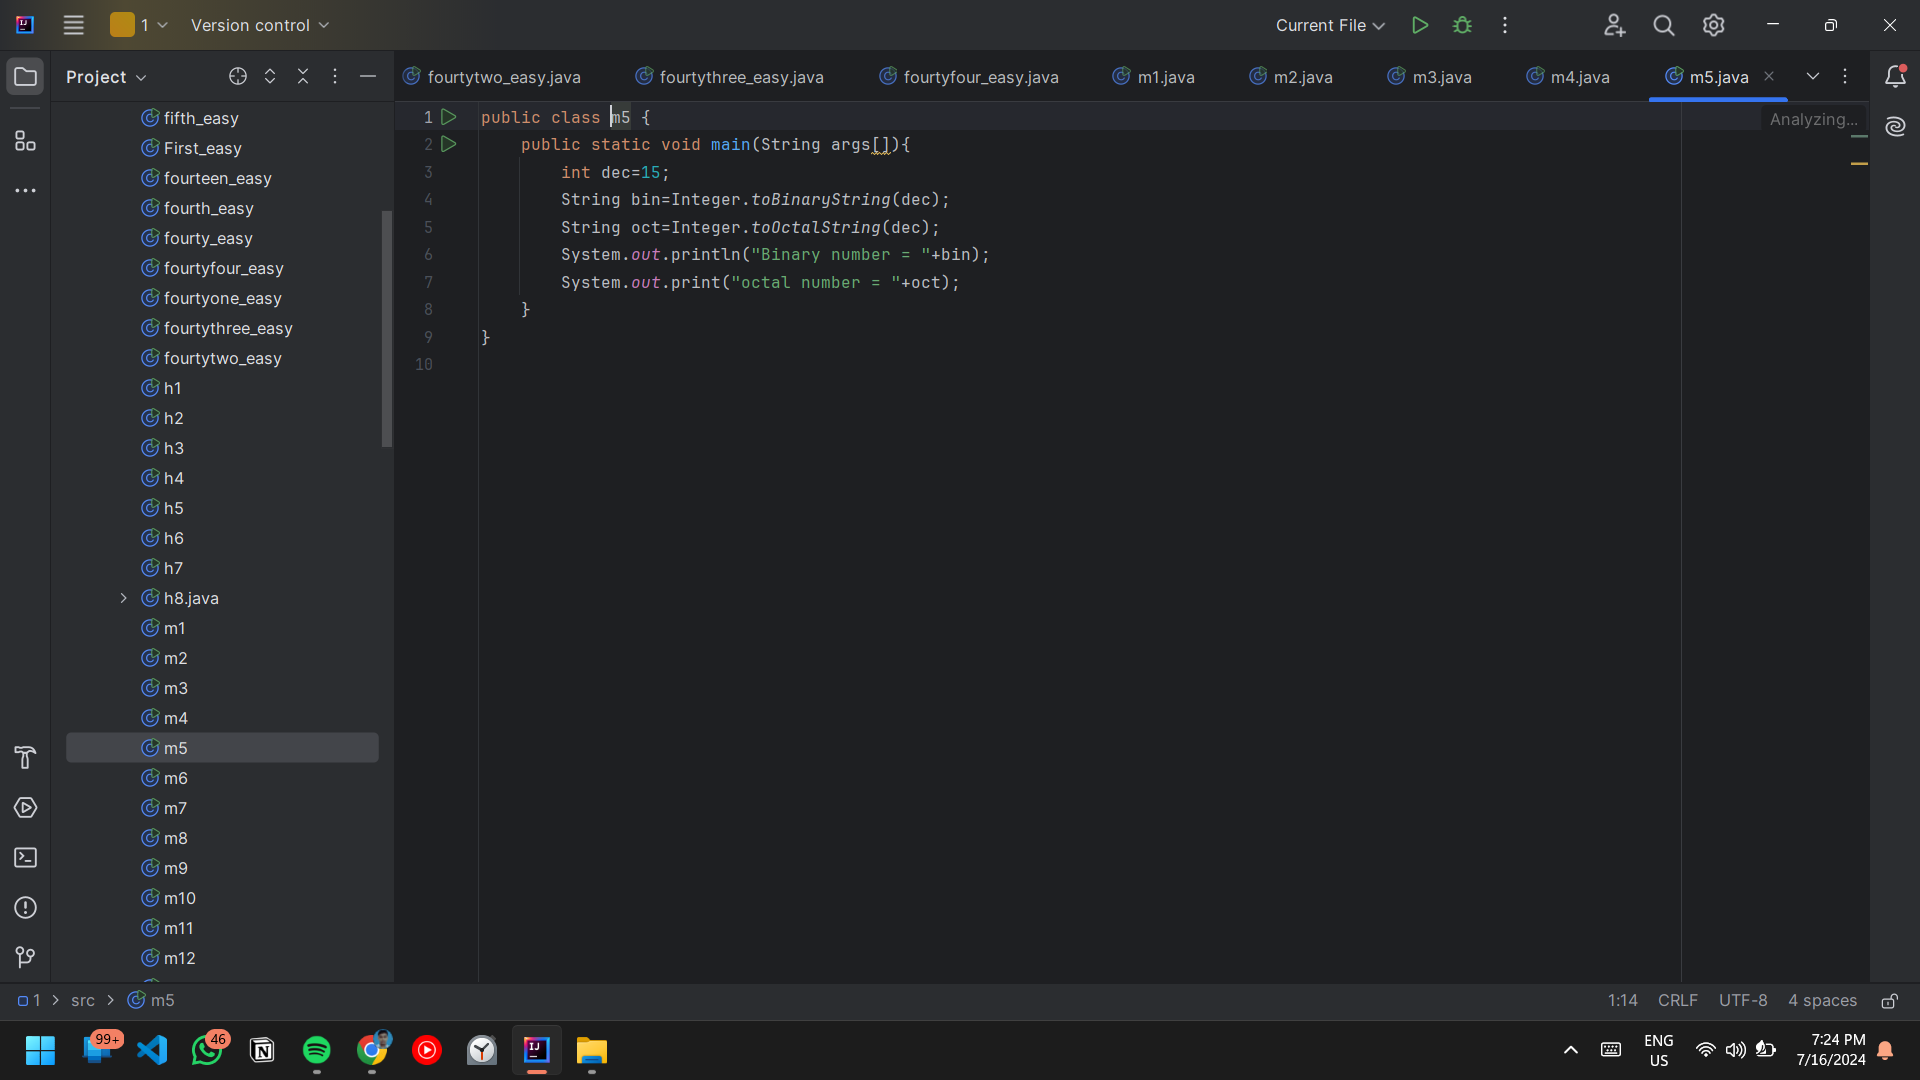 1
Version control
Current File
Project
fourtytwo_easy.java
fourtythree_easy.java
fourtyfour_easy.java
m1.java
m2.java
m3.java
m4.java
m5.java
fifth_easy
First_easy
fourteen_easy
fourth_easy
fourty_easy
fourtyfour_easy
fourtyone_easy
fourtythree_easy
fourtytwo_easy
h1
h2
h3
h4
h5
h6
h7
h8.java
m1
m2
m3
m4
m5
m6
m7
m8
m9
m10
m11
m12
1 public class m5 {
2 public static void main(String args[]){
3 int dec=15;
4 String bin=Integer.toBinaryString(dec);
5 String oct=Integer.toOctalString(dec);
6 System.out.println("Binary number = "+bin);
7 System.out.print("octal number = "+oct);
8 }
9 }
10
Analyzing...
1 > src > m5
1:14 CRLF UTF-8 4 spaces
99+
46
ENG
US
7:24 PM
7/16/2024